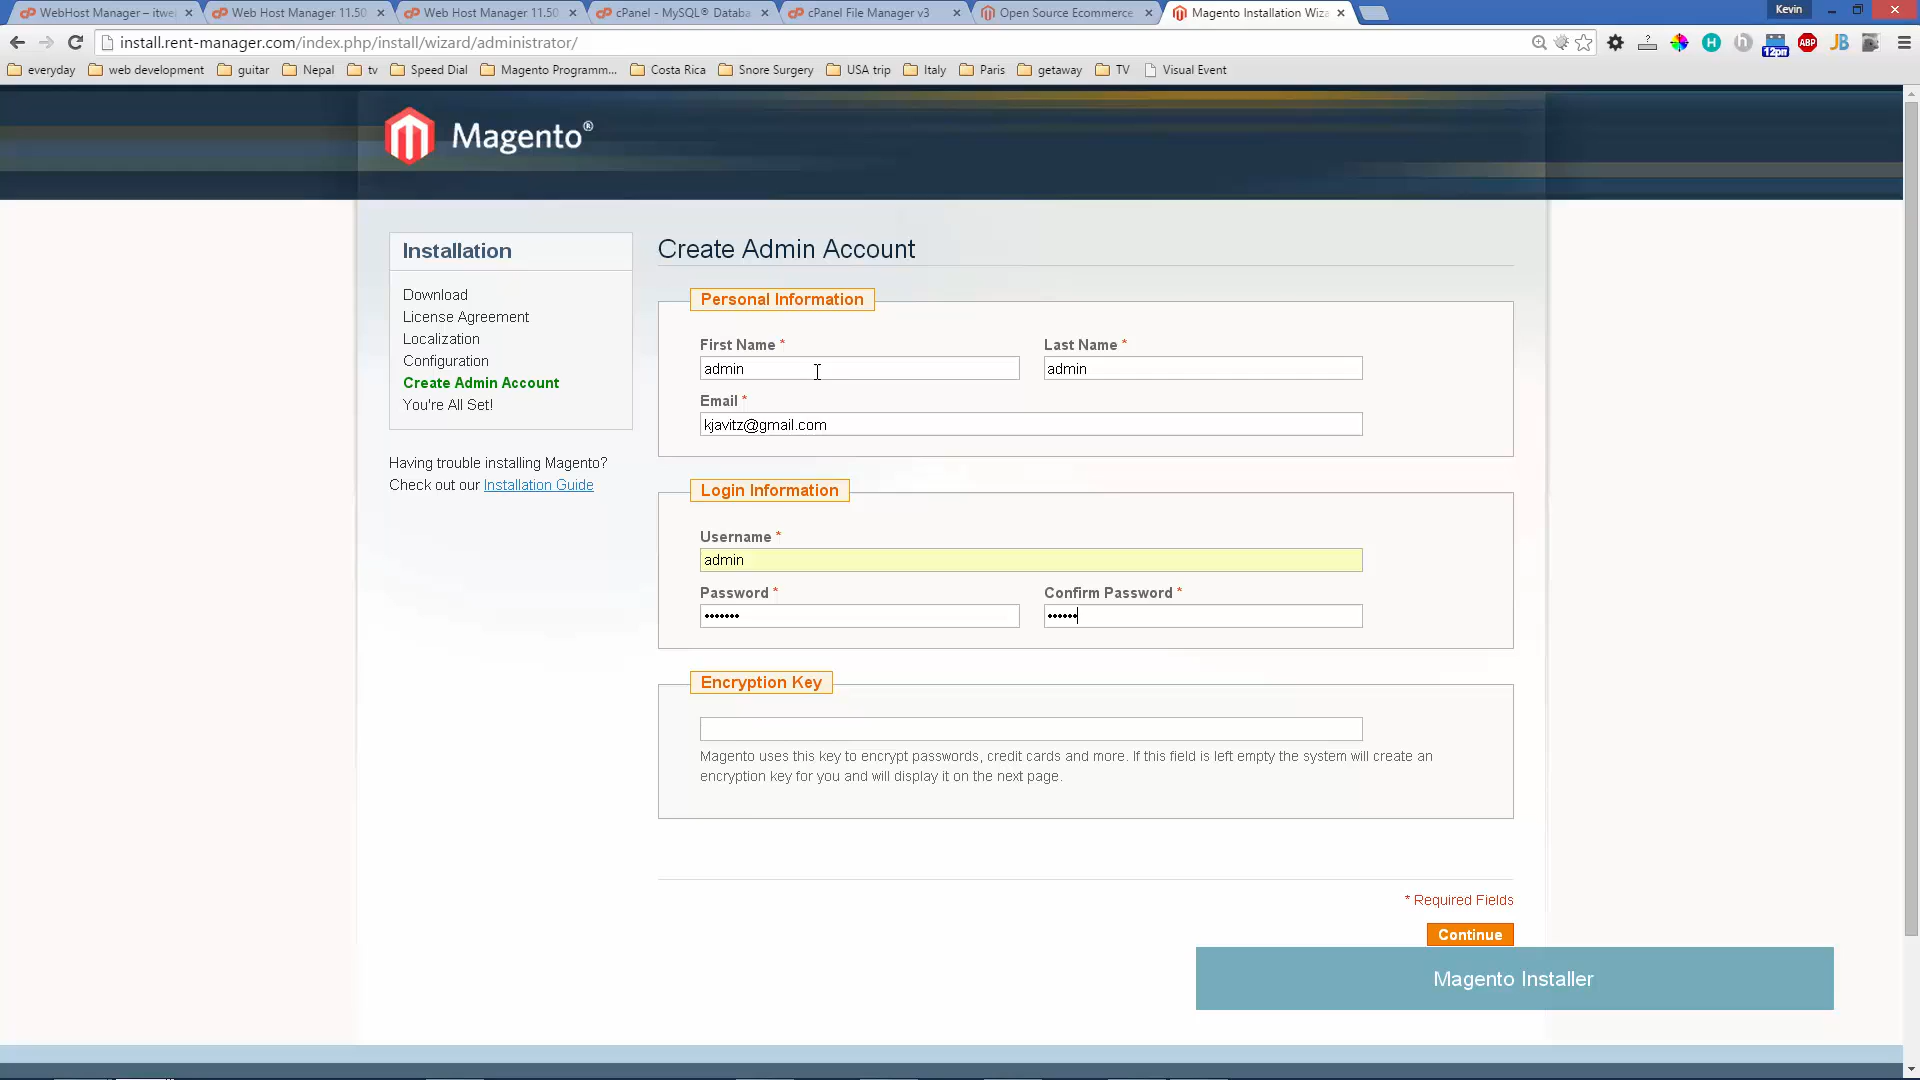 WebHost Manager – itwei
Web Host Manager 11.50
Web Host Manager 11.50
cPanel - MySQL® Databa
cPanel File Manager v3
Open Source Ecommerce
Magento Installation Wiza
Kevin
install.rent-manager.com/index.php/install/wizard/administrator/
12pm
ABP
JB
everyday
web development
guitar
Nepal
tv
Speed Dial
Magento Programm...
Costa Rica
Snore Surgery
USA trip
Italy
Paris
getaway
TV
Visual Event
Magento®
Installation
Download
License Agreement
Localization
Configuration
Create Admin Account
You're All Set!
Having trouble installing Magento?
Check out our Installation Guide
Create Admin Account
Personal Information
First Name *
Last Name *
admin
admin
Email *
kjavitz@gmail.com
Login Information
Username *
admin
Password *
Confirm Password *
•••••••
••••••
Encryption Key
Magento uses this key to encrypt passwords, credit cards and more. If this field is left empty the system will create an
encryption key for you and will display it on the next page.
* Required Fields
Continue
Magento Installer